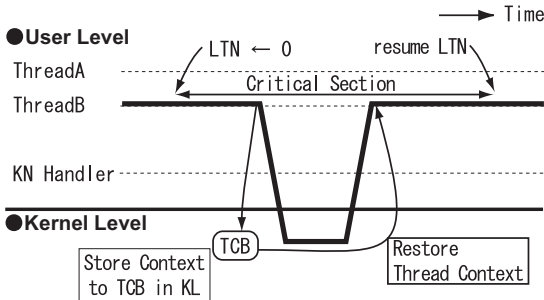 Time
●User Level
LTN ← 0
resume LTN
ThreadA
Critical Section
ThreadB
KN Handler
●Kernel Level
TCB
Store Context
to TCB in KL
Restore
Thread Context